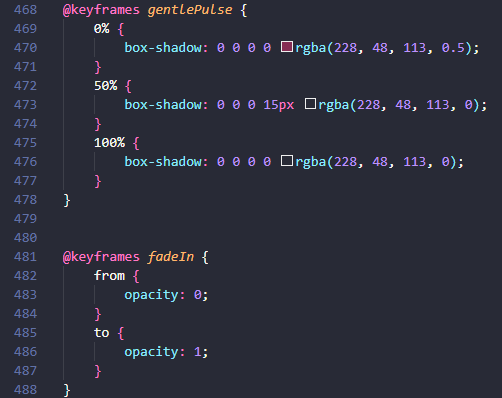 468 @keyframes gentlePulse {
469     0% {
470         box-shadow: 0 0 0 0 rgba(228, 48, 113, 0.5);
471     }
472     50% {
473         box-shadow: 0 0 0 15px rgba(228, 48, 113, 0);
474     }
475     100% {
476         box-shadow: 0 0 0 0 rgba(228, 48, 113, 0);
477     }
478 }
479
480
481 @keyframes fadeIn {
482     from {
483         opacity: 0;
484     }
485     to {
486         opacity: 1;
487     }
488 }